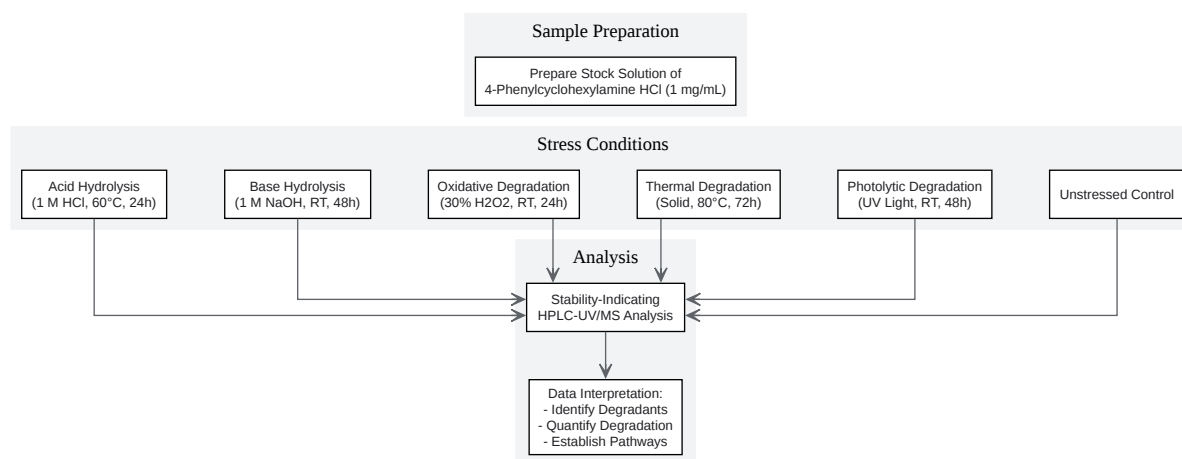 Sample Preparation
Prepare Stock Solution of
4-Phenylcyclohexylamine HCl (1 mg/mL)
Stress Conditions
Acid Hydrolysis
(1 M HCl, 60°C, 24h)
Base Hydrolysis
(1 M NaOH, RT, 48h)
Oxidative Degradation
(30% H2O2, RT, 24h)
Thermal Degradation
(Solid, 80°C, 72h)
Photolytic Degradation
(UV Light, RT, 48h)
Unstressed Control
Analysis
Stability-Indicating
HPLC-UV/MS Analysis
Data Interpretation:
- Identify Degradants
- Quantify Degradation
- Establish Pathways